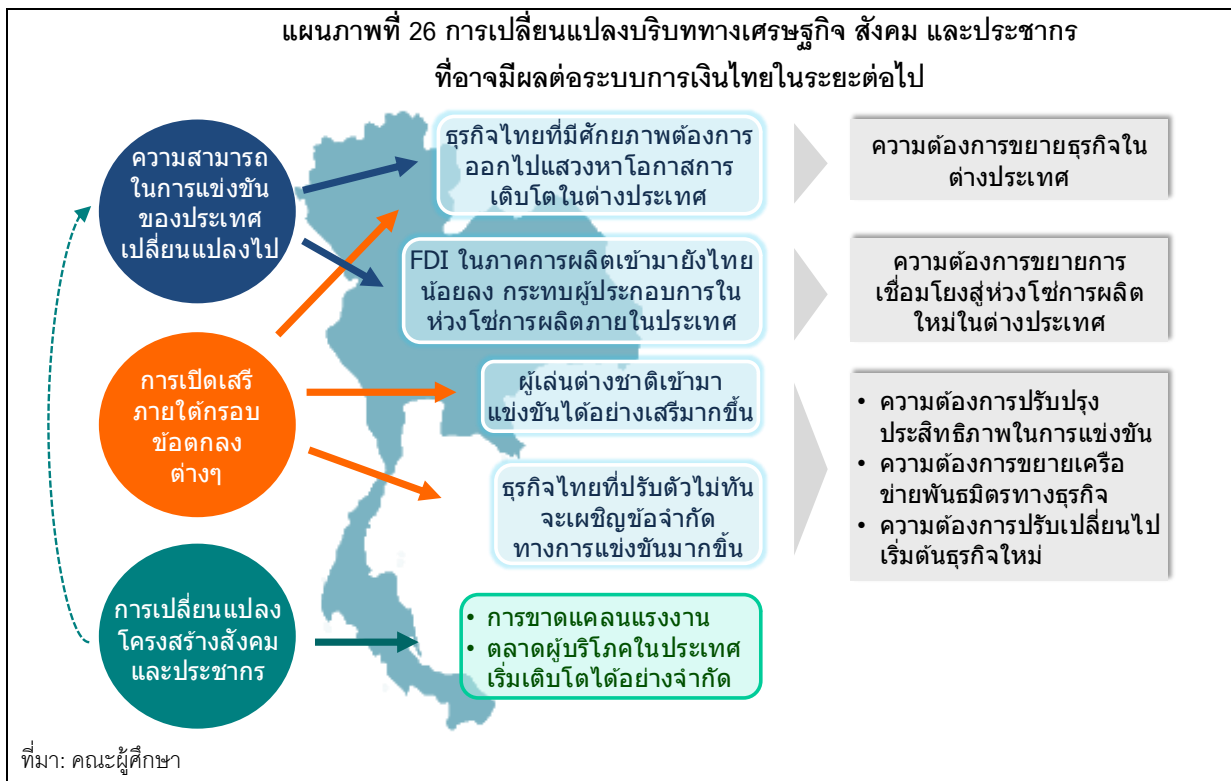 แผนภาพที่ 26 การเปลี่ยนแปลงบริบททางเศรษฐกิจ สังคม และประชากร
ที่อาจมีผลต่อระบบการเงินไทยในระยะต่อไป
ความสามารถ
ในการแข่งขัน
ของประเทศ
เปลี่ยนแปลงไป
ธุรกิจไทยที่มีศักยภาพต้องการ
ออกไปแสวงหาโอกาสการ
เติบโตในต่างประเทศ
ความต้องการขยายธุรกิจใน
ต่างประเทศ
FDI ในภาคการผลิตเข้ามายังไทย
น้อยลง กระทบผู้ประกอบการใน
ห่วงโซ่การผลิตภายในประเทศ
ความต้องการขยายการ
เชื่อมโยงสู่ห่วงโซ่การผลิต
ใหม่ในต่างประเทศ
การเปิดเสรี
ภายใต้กรอบ
ข้อตกลง
ต่างๆ
ผู้เล่นต่างชาติเข้ามา
แข่งขันได้อย่างเสรีมากขึ้น
ธุรกิจไทยที่ปรับตัวไม่ทัน
จะเผชิญข้อจำกัด
ทางการแข่งขันมากขึ้น
• ความต้องการปรับปรุง
ประสิทธิภาพในการแข่งขัน
• ความต้องการขยายเครือ
ข่ายพันธมิตรทางธุรกิจ
• ความต้องการปรับเปลี่ยนไป
เริ่มต้นธุรกิจใหม่
การเปลี่ยนแปลง
โครงสร้างสังคม
และประชากร
• การขาดแคลนแรงงาน
• ตลาดผู้บริโภคในประเทศ
เริ่มเติบโตได้อย่างจำกัด
ที่มา: คณะผู้ศึกษา